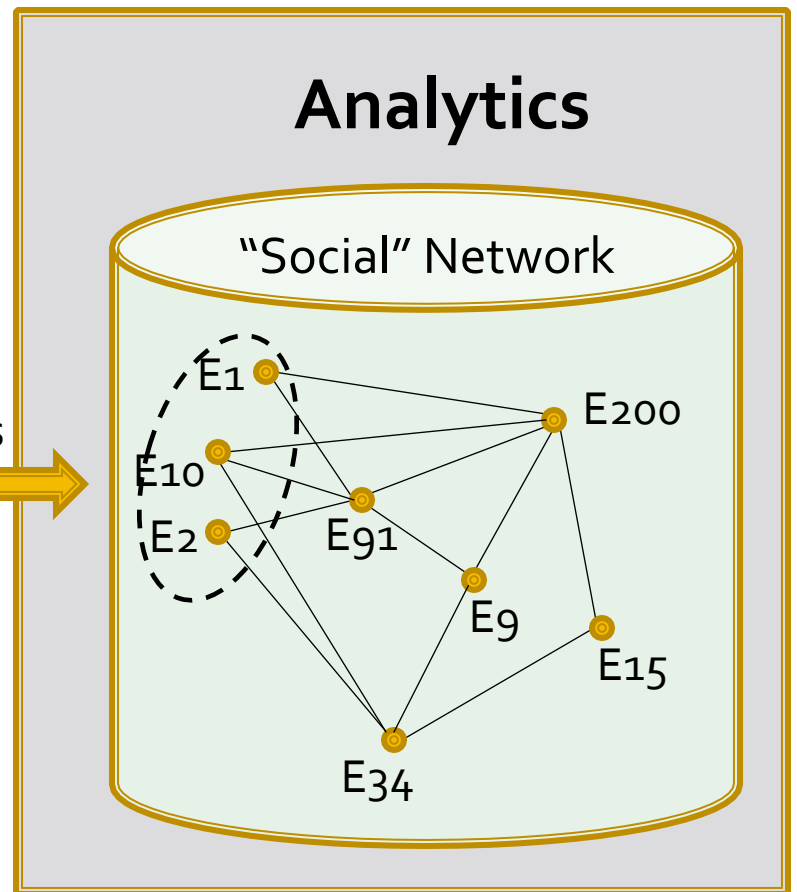 Analytics
“Social” Network
E1
E200
s
E10
E2
E91
E9
E15
E34